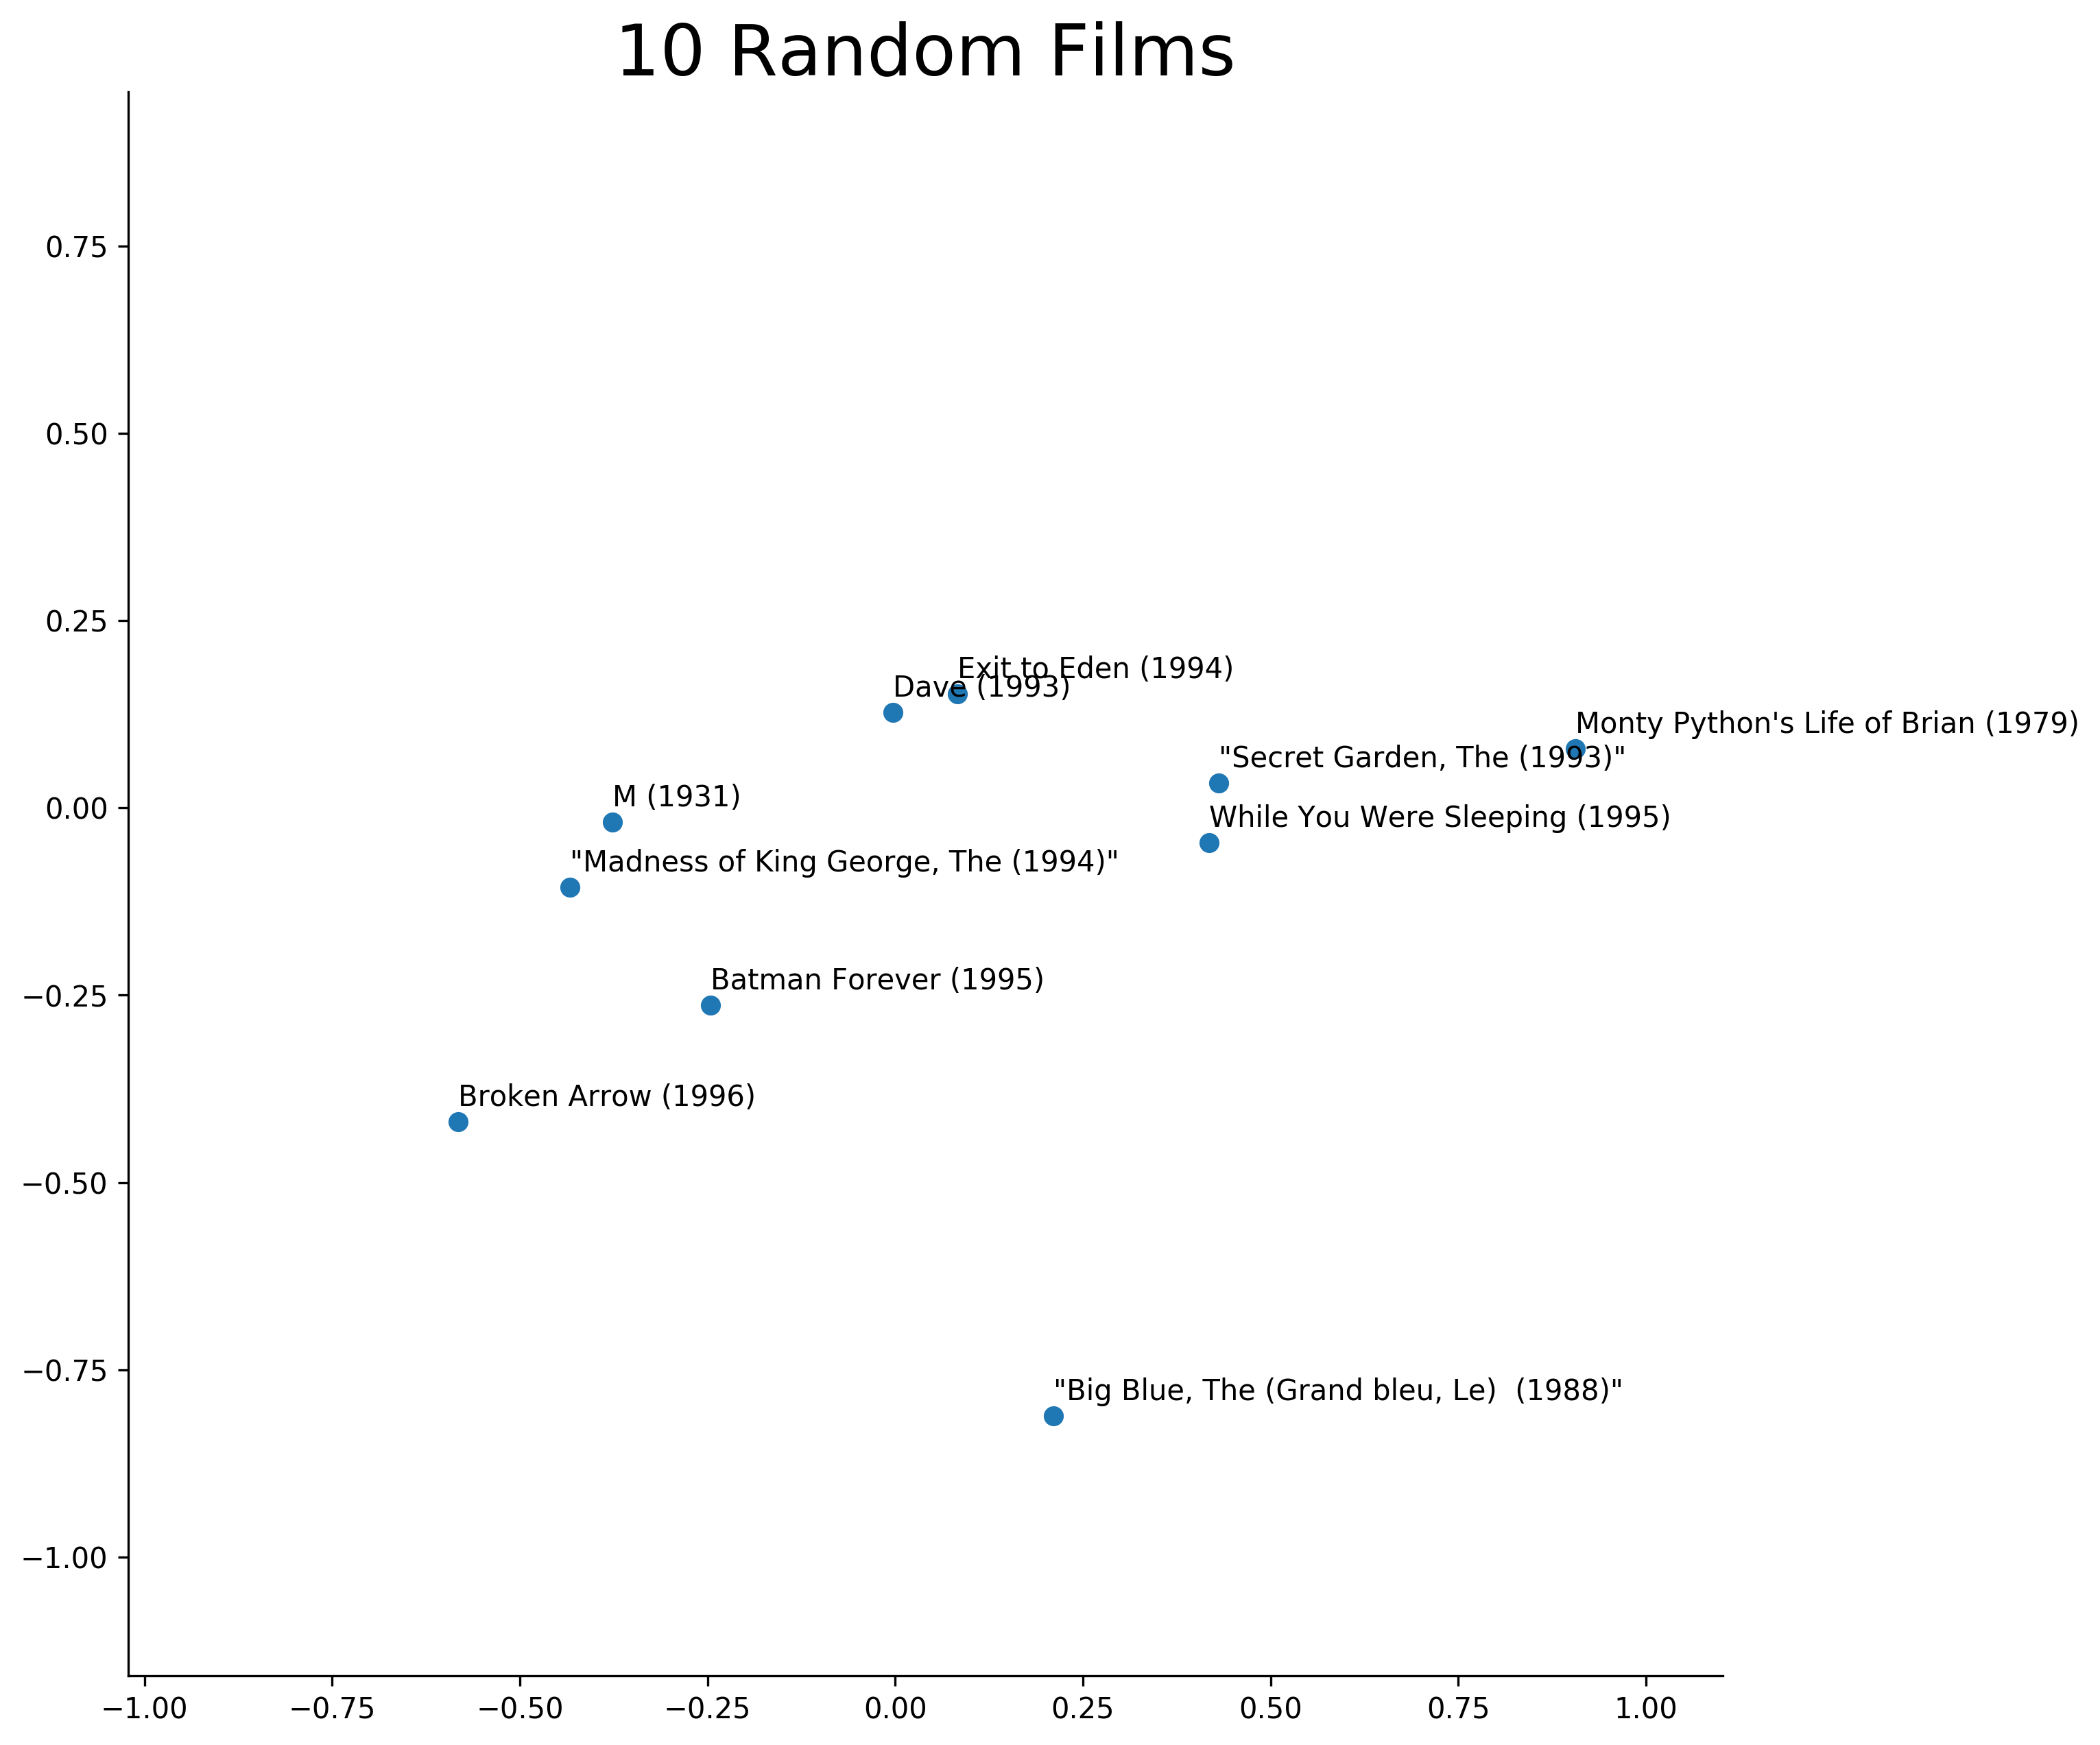 10 Random Films
0.75
0.50
0.25
0.00
−0.25
−0.50
−0.75
−1.00
Exit to Eden (1994)
Dave (1993)
Monty Python's Life of Brian (1979)
"Secret Garden, The (1993)"
M (1931)
While You Were Sleeping (1995)
"Madness of King George, The (1994)"
Batman Forever (1995)
Broken Arrow (1996)
"Big Blue, The (Grand bleu, Le)  (1988)"
−1.00 −0.75 −0.50 −0.25 0.00 0.25 0.50 0.75 1.00